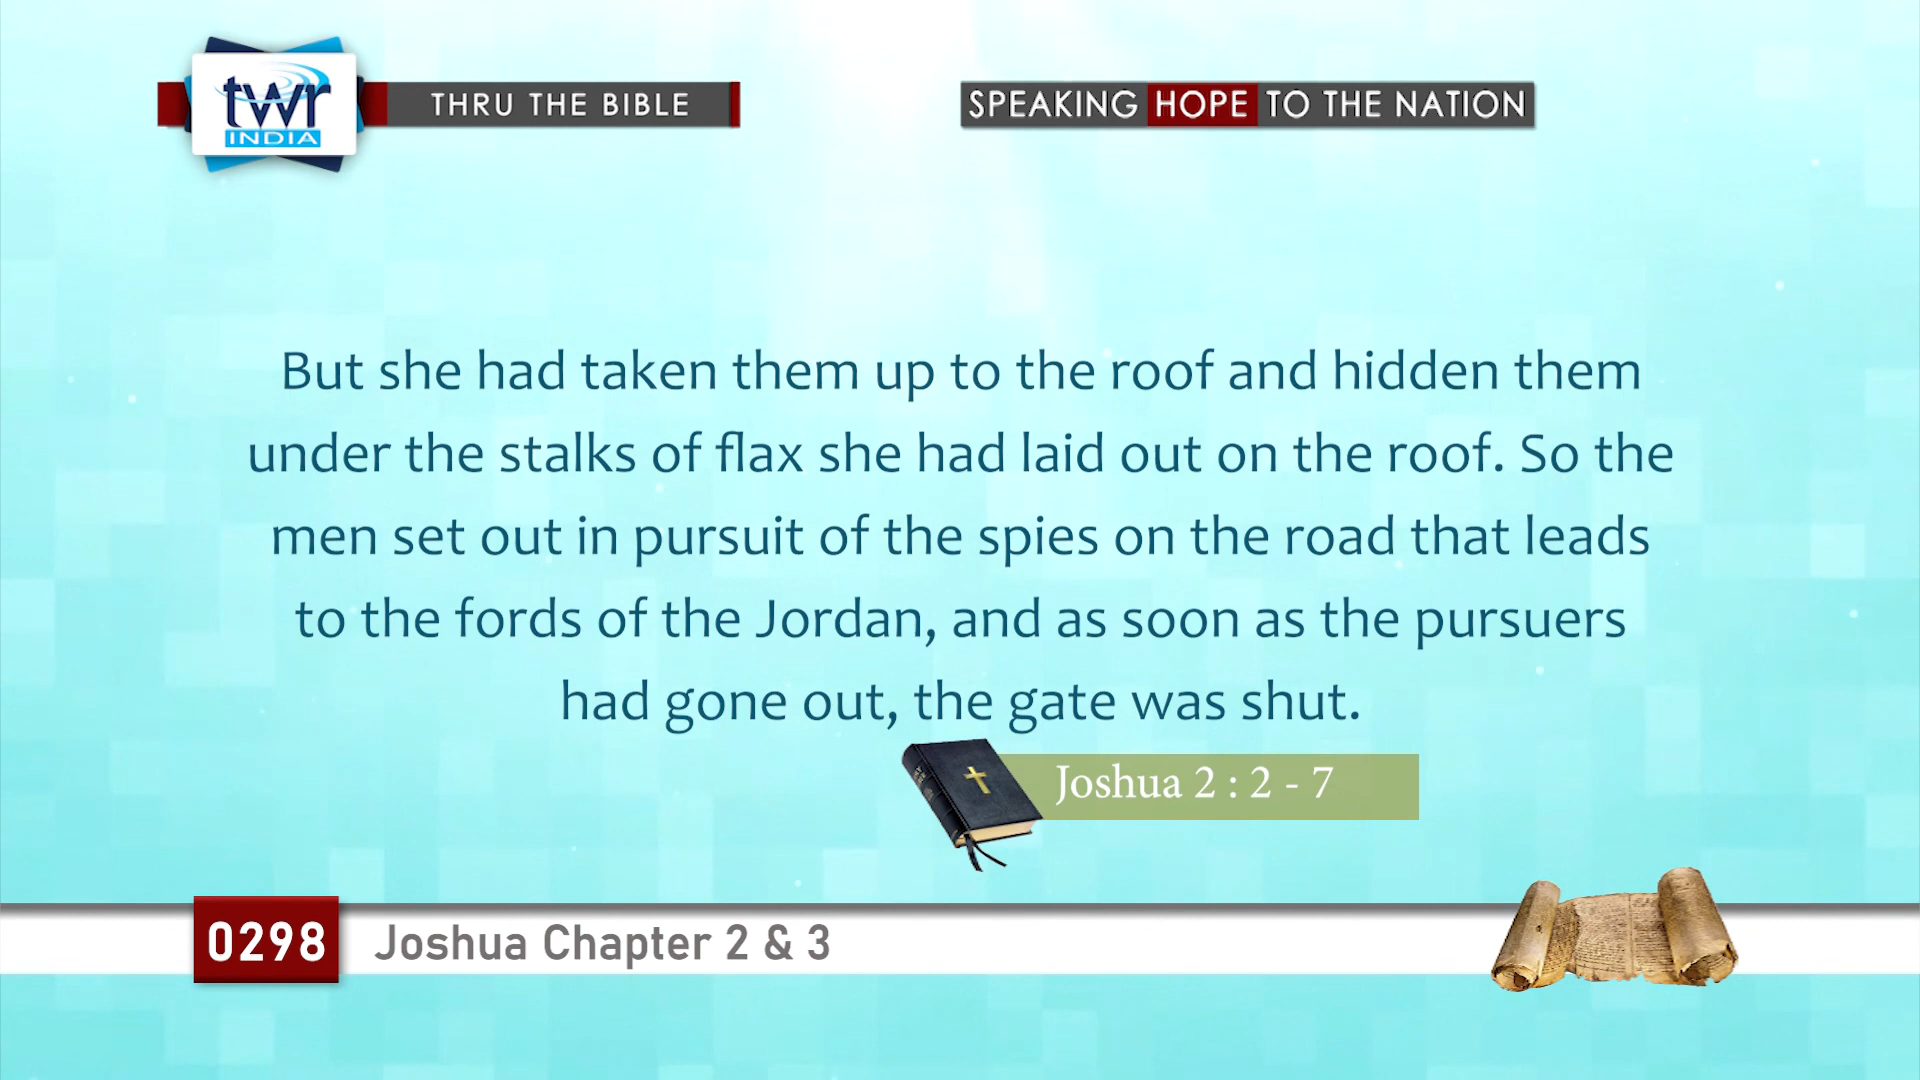 twr
INDIA
THRU THE BIBLE
SPEAKING HOPE TO THE NATION
But she had taken them up to the roof and hidden them
under the stalks of flax she had laid out on the roof. So the
men set out in pursuit of the spies on the road that leads
to the fords of the Jordan, and as soon as the pursuers
had gone out, the gate was shut.
Joshua 2 : 2 - 7
0298
Joshua Chapter 2 & 3